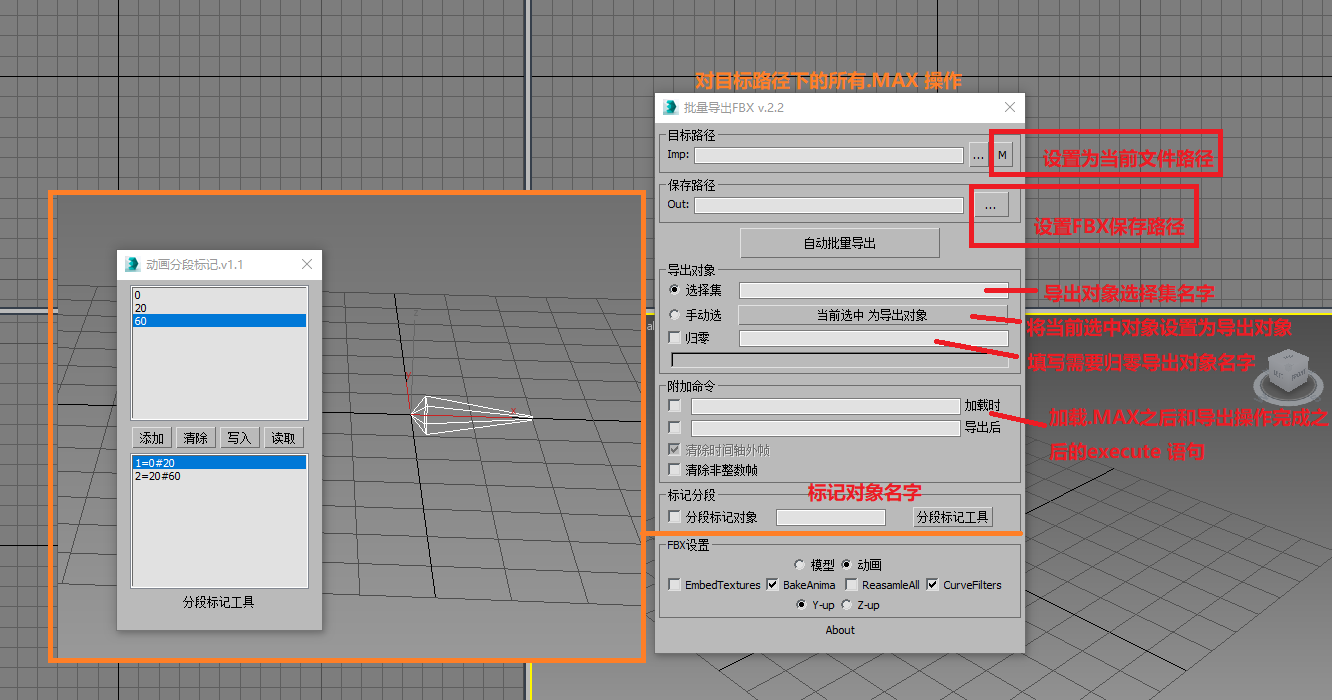 对目标路径下的所有.MAX 操作
批量导出FBX v.2.2
目标路径
Imp:
...
M
设置为当前文件路径
保存路径
Out:
...
设置FBX保存路径
自动批量导出
导出对象
选择集
导出对象选择集名字
手动选
当前选中 为导出对象
将当前选中对象设置为导出对象
归零
填写需要归零导出对象名字
附加命令
加载时
导出后
加载.MAX之后和导出操作完成之
后的execute 语句
清除时间轴外帧
清除非整数帧
标记分段
标记对象名字
分段标记对象
分段标记工具
FBX设置
模型
动画
EmbedTextures
BakeAnima
ReasamleAll
CurveFilters
Y-up
Z-up
About
动画分段标记.v1.1
0
20
60
添加
清除
写入
读取
1=0#20
2=20#60
分段标记工具
z
y
x